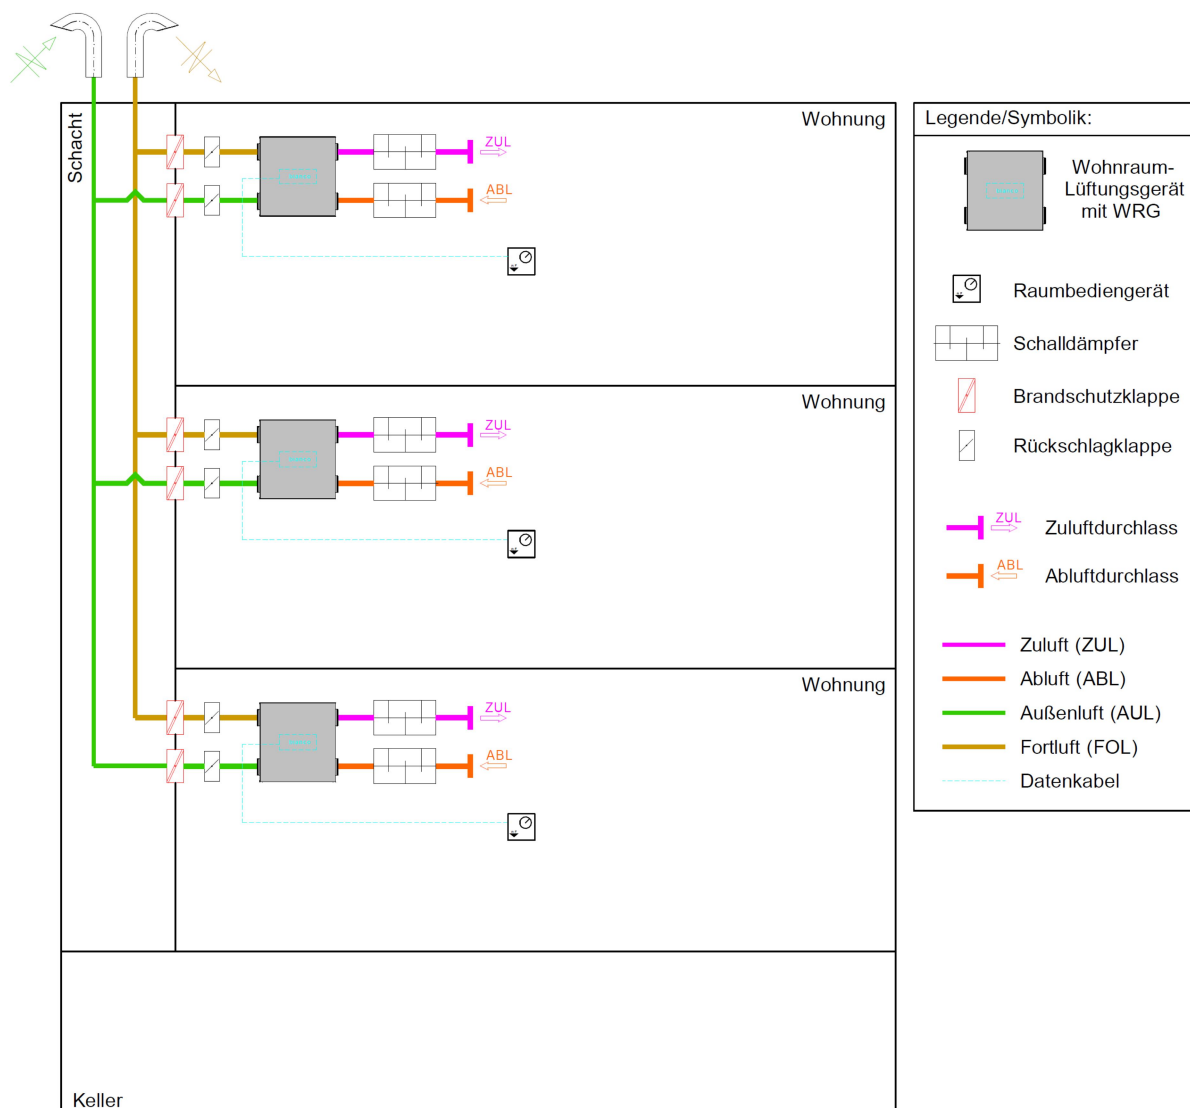 Schacht
Wohnung
ZUL
ABL
Wohnung
ZUL
ABL
Wohnung
ZUL
ABL
Keller
Legende/Symbolik:
Wohnraum-
Lüftungsgerät
mit WRG
Raumbediengerät
Schalldämpfer
Brandschutzklappe
Rückschlagklappe
ZUL
Zuluftdurchlass
ABL
Abluftdurchlass
Zuluft (ZUL)
Abluft (ABL)
Außenluft (AUL)
Fortluft (FOL)
Datenkabel